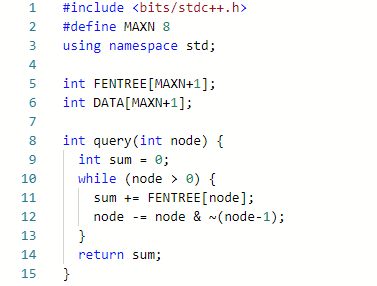 1 #include <bits/stdc++.h>
2 #define MAXN 8
3 using namespace std;
4
5 int FENTREE[MAXN+1];
6 int DATA[MAXN+1];
7
8 int query(int node) {
9   int sum = 0;
10   while (node > 0) {
11     sum += FENTREE[node];
12     node -= node & ~(node-1);
13   }
14   return sum;
15 }